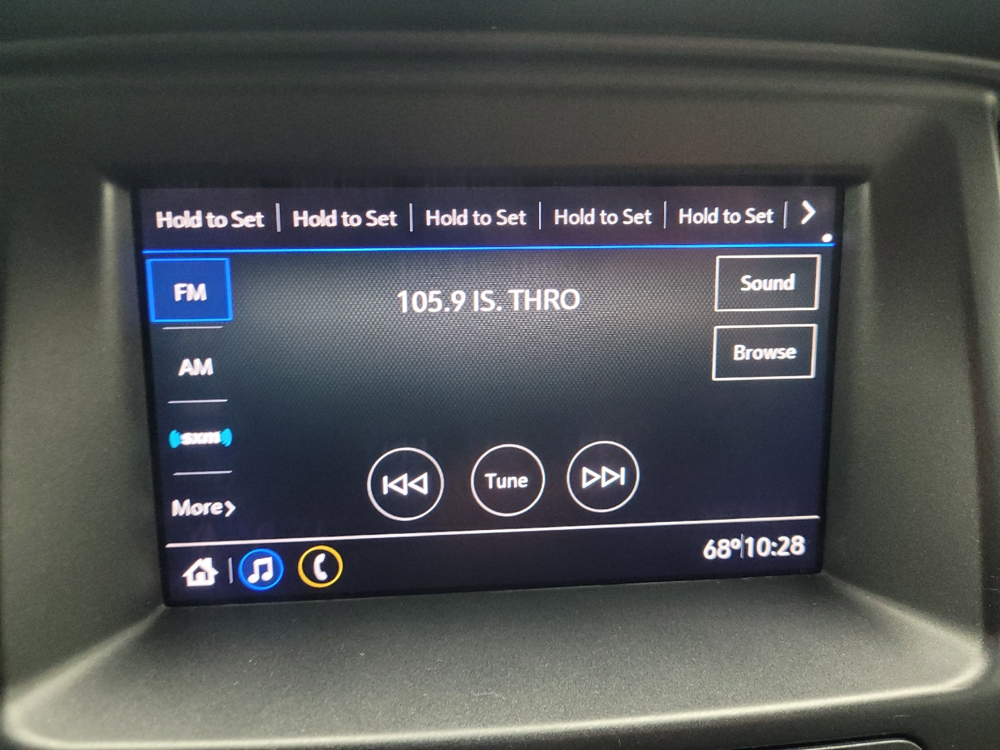 Hold to Set | Hold to Set | Hold to Set | Hold to Set | Hold to Set |
FM
105.9 IS. THRO
Sound
Browse
AM
SXM
Tune
More
68°|10:28